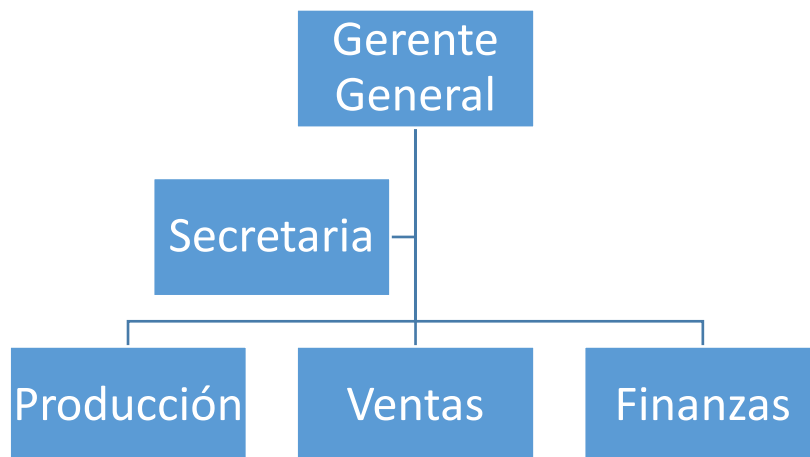 Gerente
General
Secretaria
Producción
Ventas
Finanzas